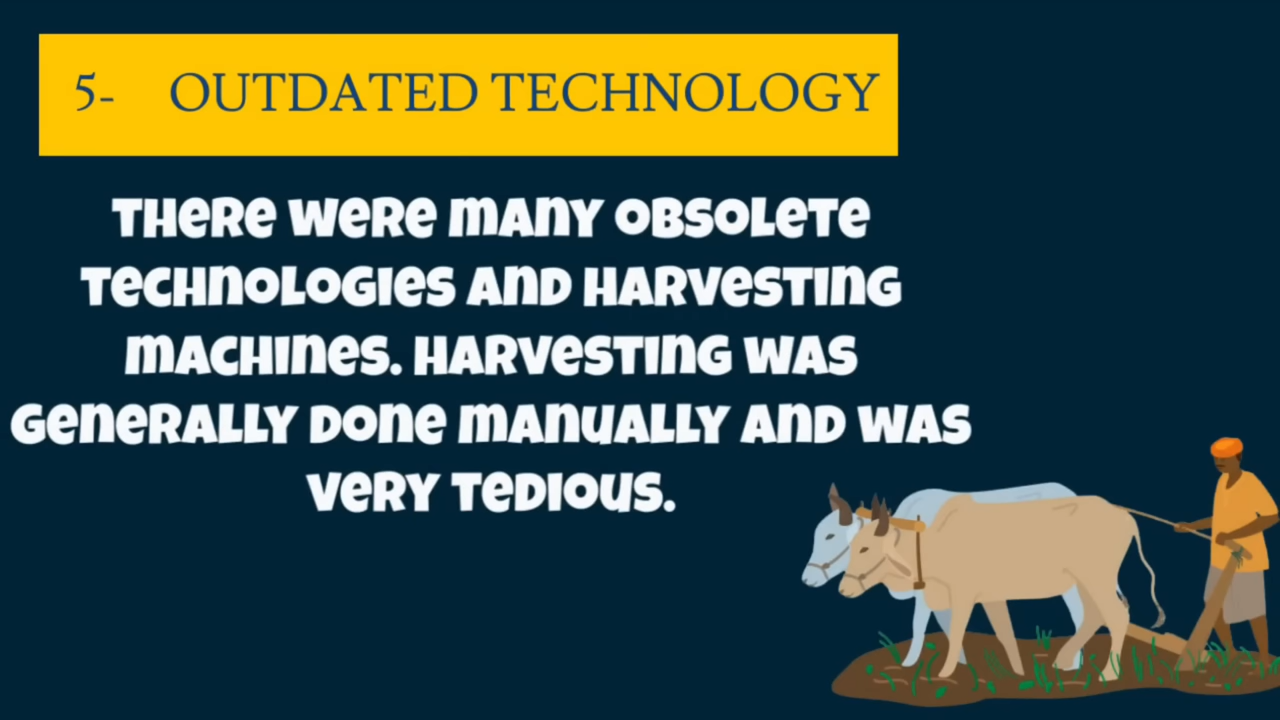 5- OUTDATED TECHNOLOGY
THERE WERE MANY OBSOLETE
TECHNOLOGIES AND HARVESTING
MACHINES. HARVESTING WAS
GENERALLY DONE MANUALLY AND WAS
VERY TEDIOUS.